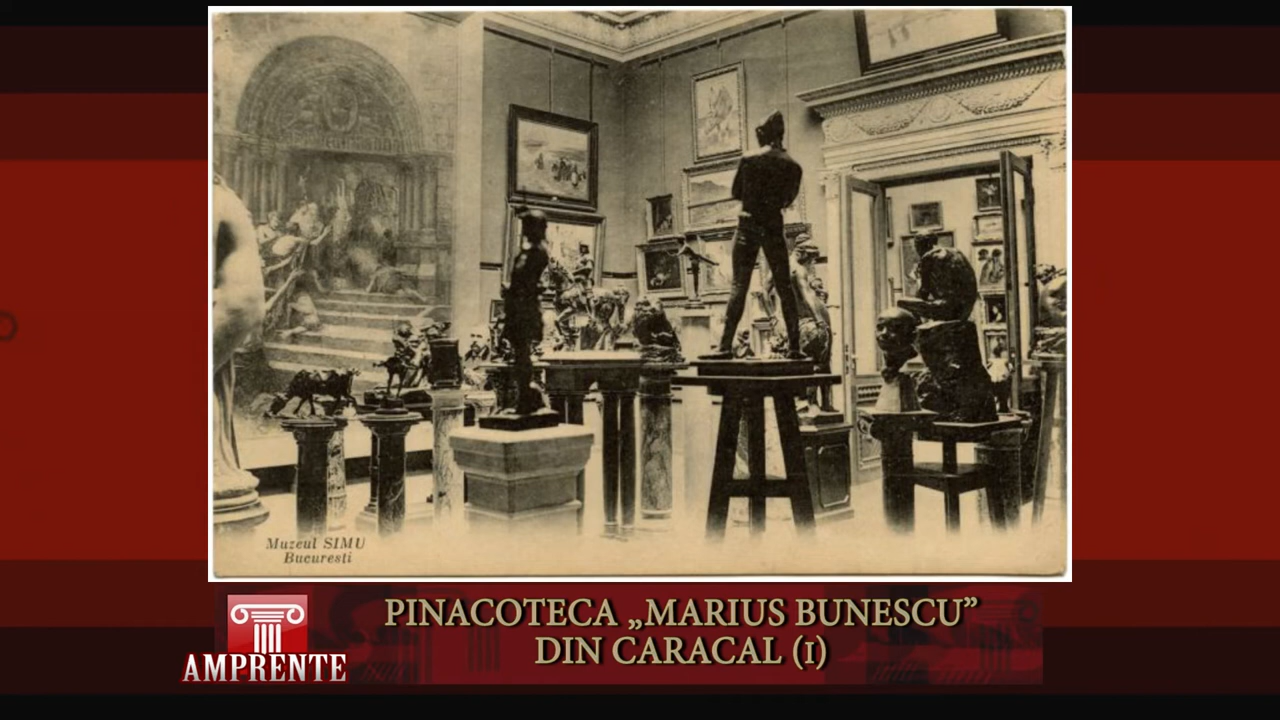 Muzeul SIMU
Bucuresti
PINACOTECA „MARIUS BUNESCU”
DIN CARACAL (I)
AMPRENTE